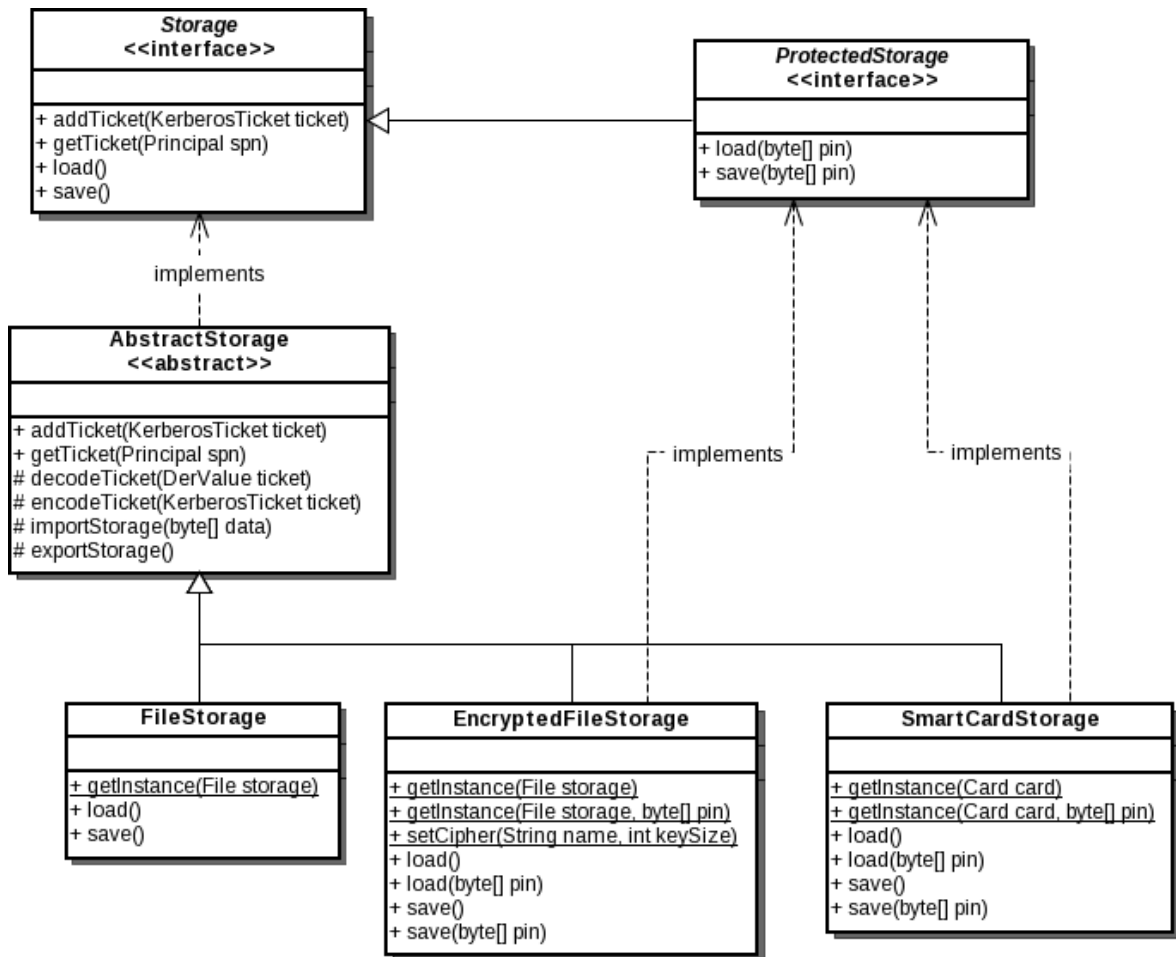 Storage
<<interface>>
+ addTicket(KerberosTicket ticket)
+ getTicket(Principal spn)
+ load()
+ save()
ProtectedStorage
<<interface>>
+ load(byte[] pin)
+ save(byte[] pin)
implements
AbstractStorage
<<abstract>>
+ addTicket(KerberosTicket ticket)
+ getTicket(Principal spn)
# decodeTicket(DerValue ticket)
# encodeTicket(KerberosTicket ticket)
# importStorage(byte[] data)
# exportStorage()
implements
implements
FileStorage
+ getInstance(File storage)
+ load()
+ save()
EncryptedFileStorage
+ getInstance(File storage)
+ getInstance(File storage, byte[] pin)
+ setCipher(String name, int keySize)
+ load()
+ load(byte[] pin)
+ save()
+ save(byte[] pin)
SmartCardStorage
+ getInstance(Card card)
+ getInstance(Card card, byte[] pin)
+ load()
+ load(byte[] pin)
+ save()
+ save(byte[] pin)